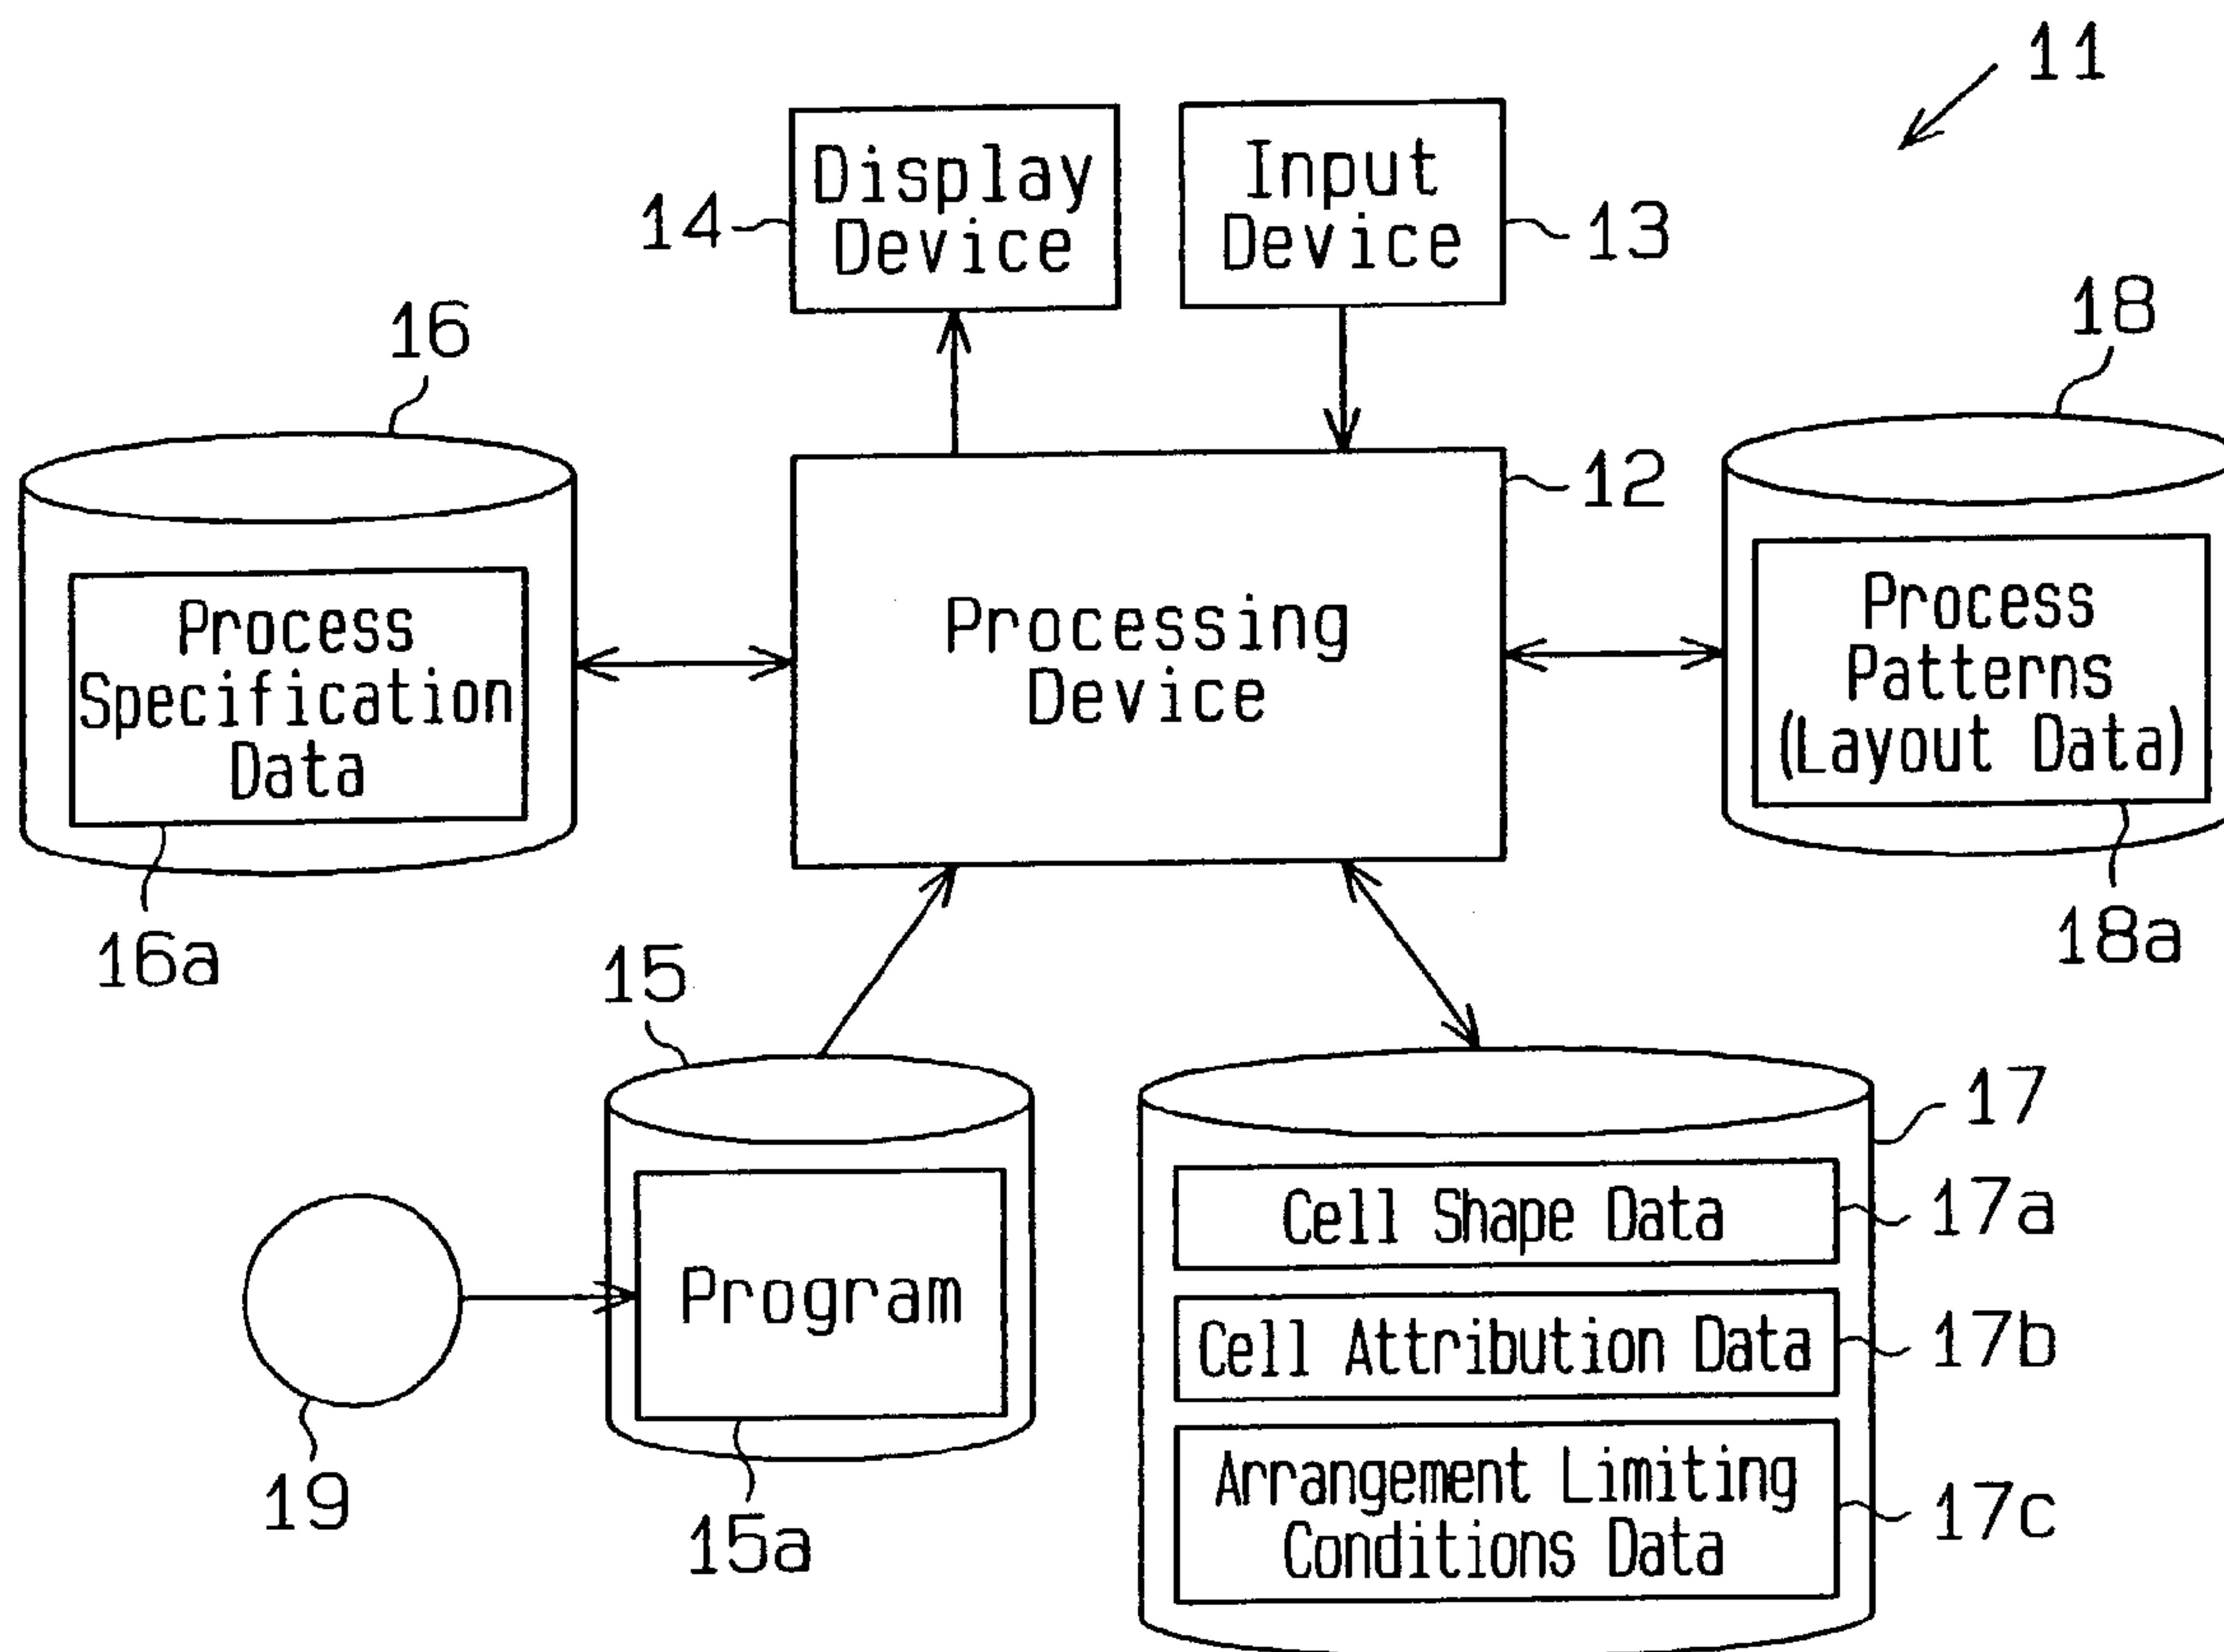 11
Display
Device
14
Input
Device
13
16
18
12
Process
Specification
Data
Processing
Device
Process
Patterns
(Layout Data)
16a
18a
15
17
Cell Shape Data
17a
Program
Cell Attribution Data
17b
Arrangement Limiting
Conditions Data
17c
19
15a